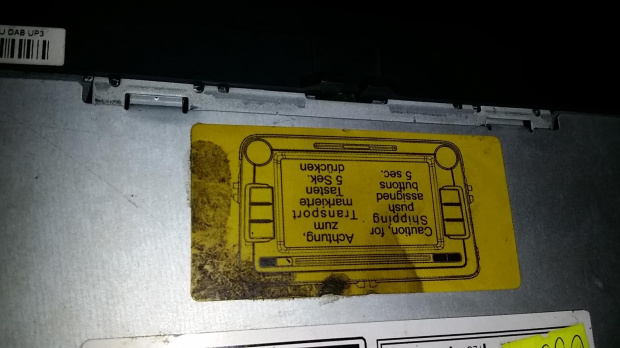 U DAB UP3
Achtung,
zum
Transport
markierte
Tasten
5 Sek.
drücken
Caution, for
Shipping
push
assigned
buttons
5 sec.